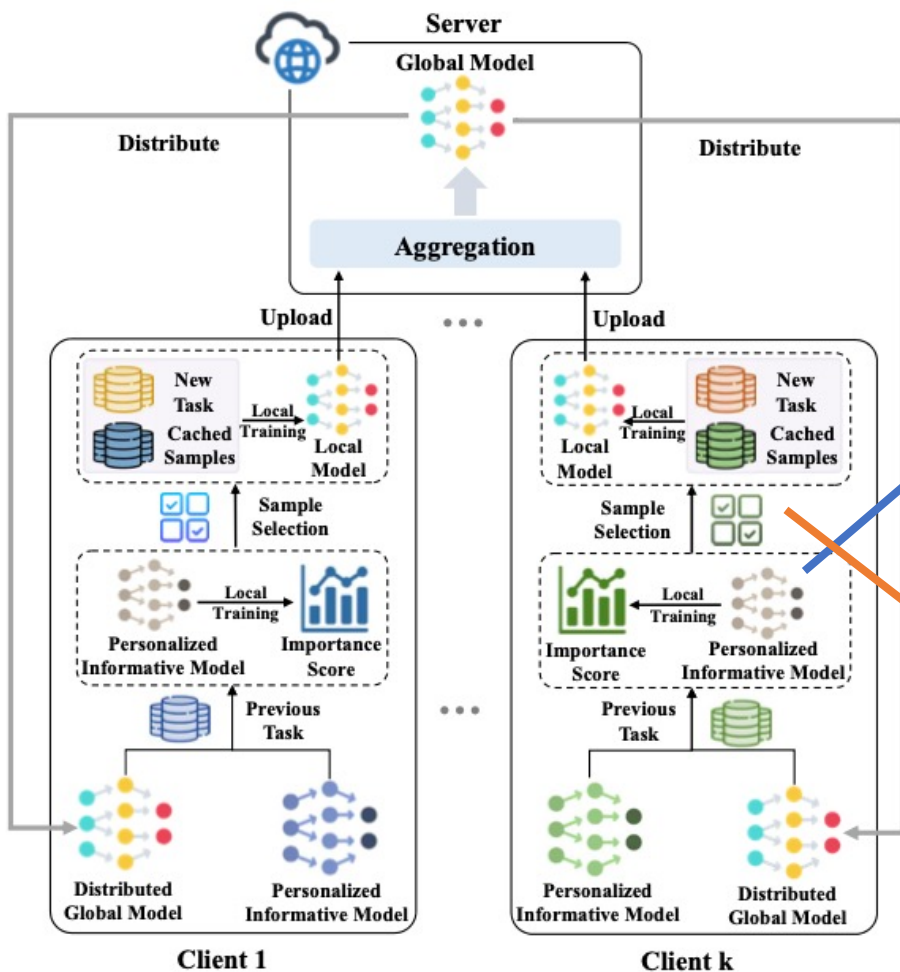 Server
Global Model
Distribute
Distribute
Aggregation
Upload
Upload
New
Task
Cached
Samples
Local
Training
Local
Model
Sample
Selection
Personalized
Informative Model
Local
Training
Importance
Score
Previous
Task
Distributed
Global Model
Personalized
Informative Model
Client 1
Local
Model
Local
Training
New
Task
Cached
Samples
Sample
Selection
Importance
Score
Local
Training
Personalized
Informative Model
Previous
Task
Personalized
Informative Model
Distributed
Global Model
Client k